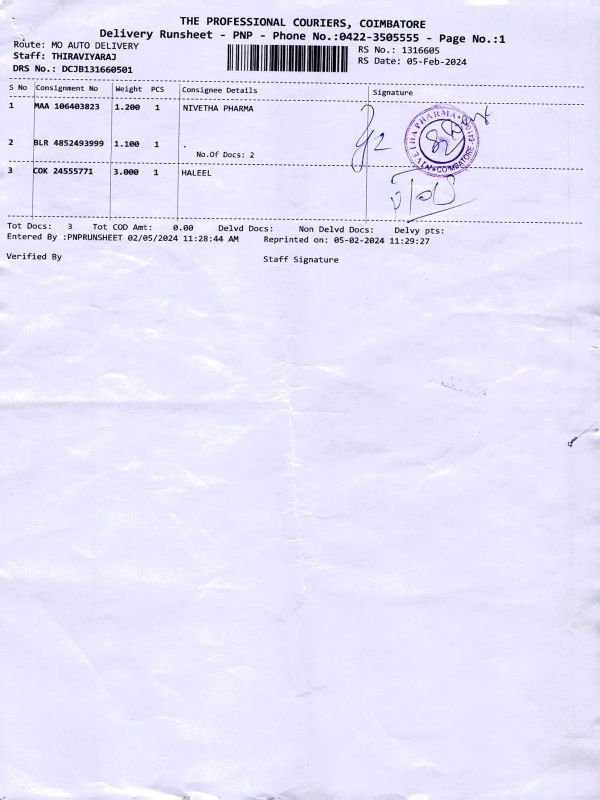 THE PROFESSIONAL COURIERS, COIMBATORE
Delivery Runsheet - PNP - Phone No.:0422-3505555 - Page No.:1
Route: MO AUTO DELIVERY
RS No.: 1316605
Staff: THIRAVIYARAJ
RS Date: 05-Feb-2024
DRS No.: DCJB131660501
S No Consignment No Weight PCS Consignee Details Signature
1 MAA 106403823 1.200 1 NIVETHA PHARMA
2 BLR 4852493999 1.100 1 .
No.Of Docs: 2
3 COK 24555771 3.000 1 HALEEL
Tot Docs: 3 Tot COD Amt: 0.00 Delvd Docs: Non Delvd Docs: Delvy pts:
Entered By :PNPRUNSHEET 02/05/2024 11:28:44 AM Reprinted on: 05-02-2024 11:29:27
Verified By Staff Signature